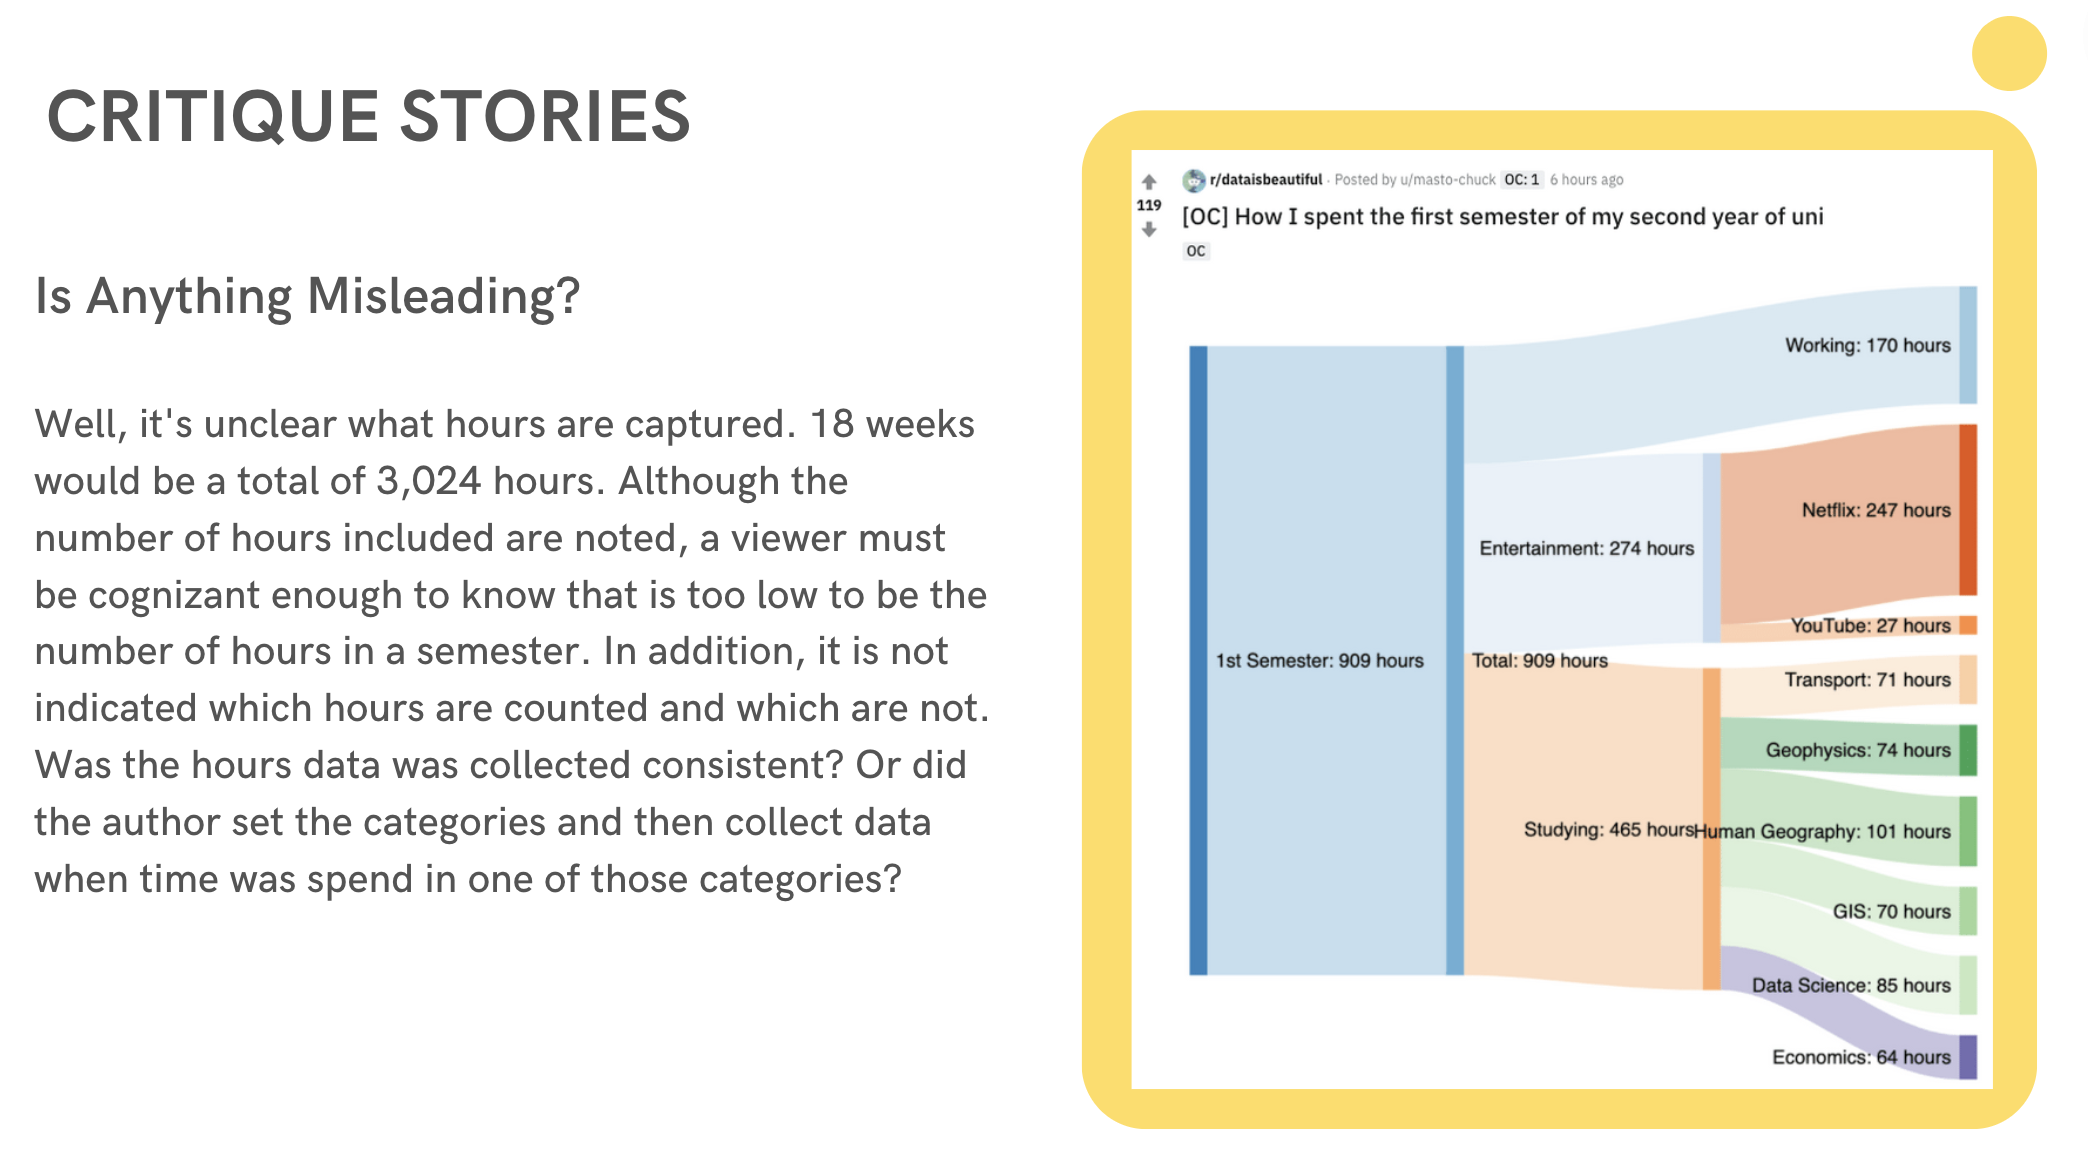 CRITIQUE STORIES
Is Anything Misleading?
Well, it's unclear what hours are captured. 18 weeks
would be a total of 3,024 hours. Although the
number of hours included are noted, a viewer must
be cognizant enough to know that is too low to be the
number of hours in a semester. In addition, it is not
indicated which hours are counted and which are not.
Was the hours data was collected consistent? Or did
the author set the categories and then collect data
when time was spend in one of those categories?
r/dataisbeautiful · Posted by u/masto-chuck OC: 1 6 hours ago
119
[OC] How I spent the first semester of my second year of uni
OC
Working: 170 hours
Netflix: 247 hours
Entertainment: 274 hours
YouTube: 27 hours
1st Semester: 909 hours
Total: 909 hours
Transport: 71 hours
Geophysics: 74 hours
Studying: 465 hours
Human Geography: 101 hours
GIS: 70 hours
Data Science: 85 hours
Economics: 64 hours